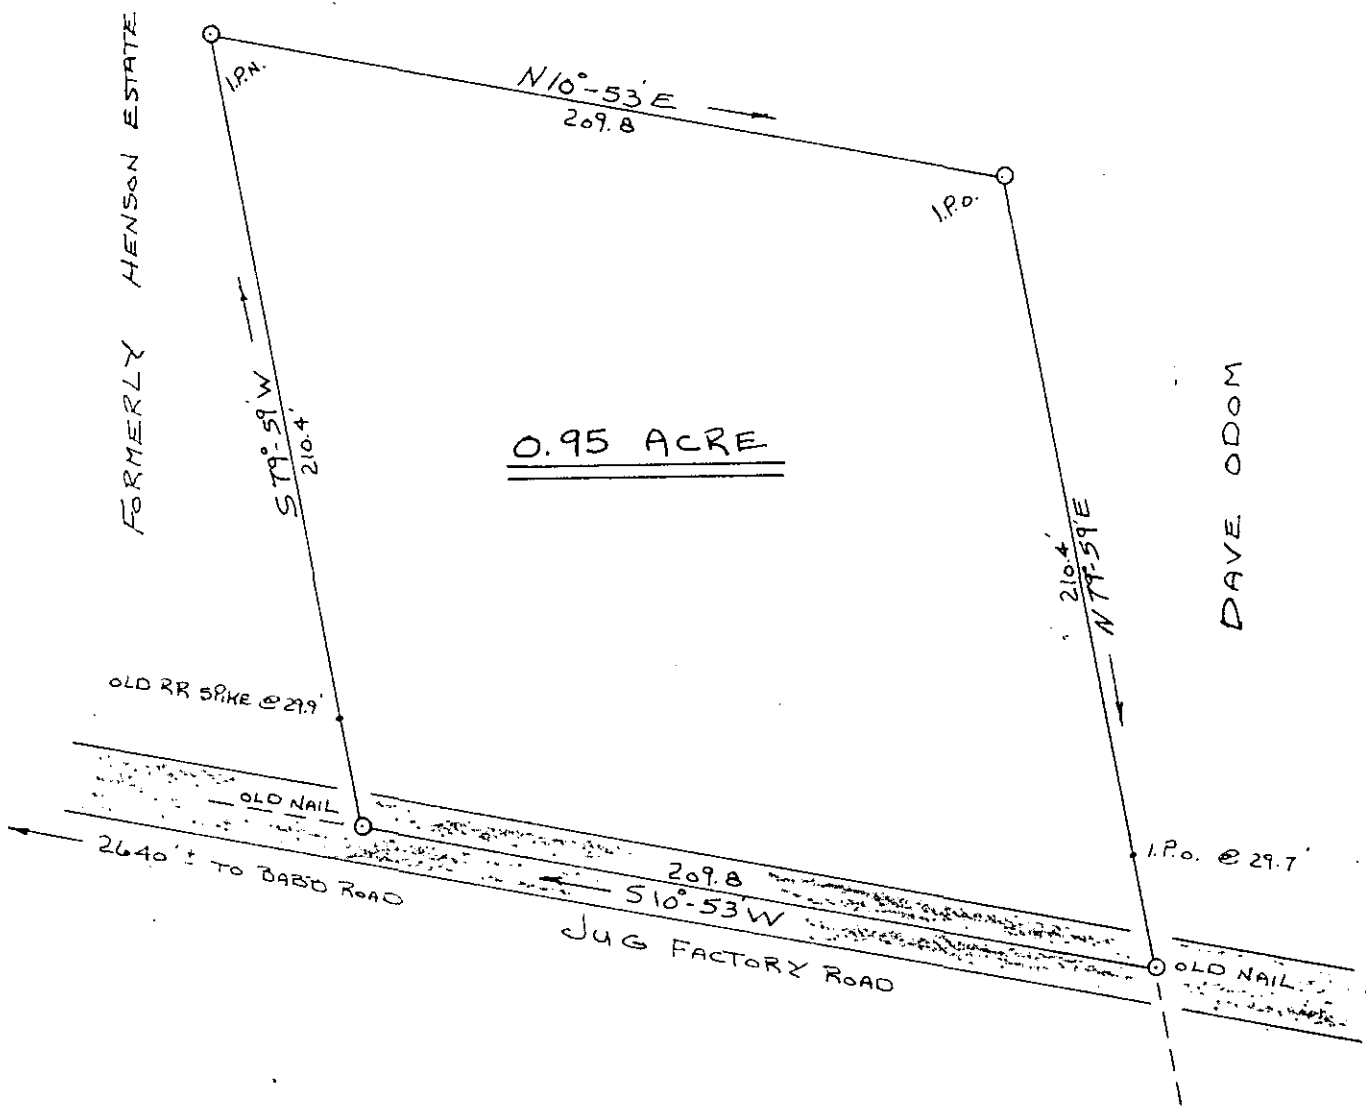 FORMERLY HENSON ESTATE
I.P.N.
N10°-53'E
209.8
I.P.O.
S79°-59'W
210.4'
0.95 ACRE
210.4'
N79°-59'E
DAVE ODOM
OLD RR SPIKE @ 29.9'
OLD NAIL
2640'± TO BABB ROAD
209.8
S10°-53'W
JUG FACTORY ROAD
I.P.O. @ 29.7'
OLD NAIL